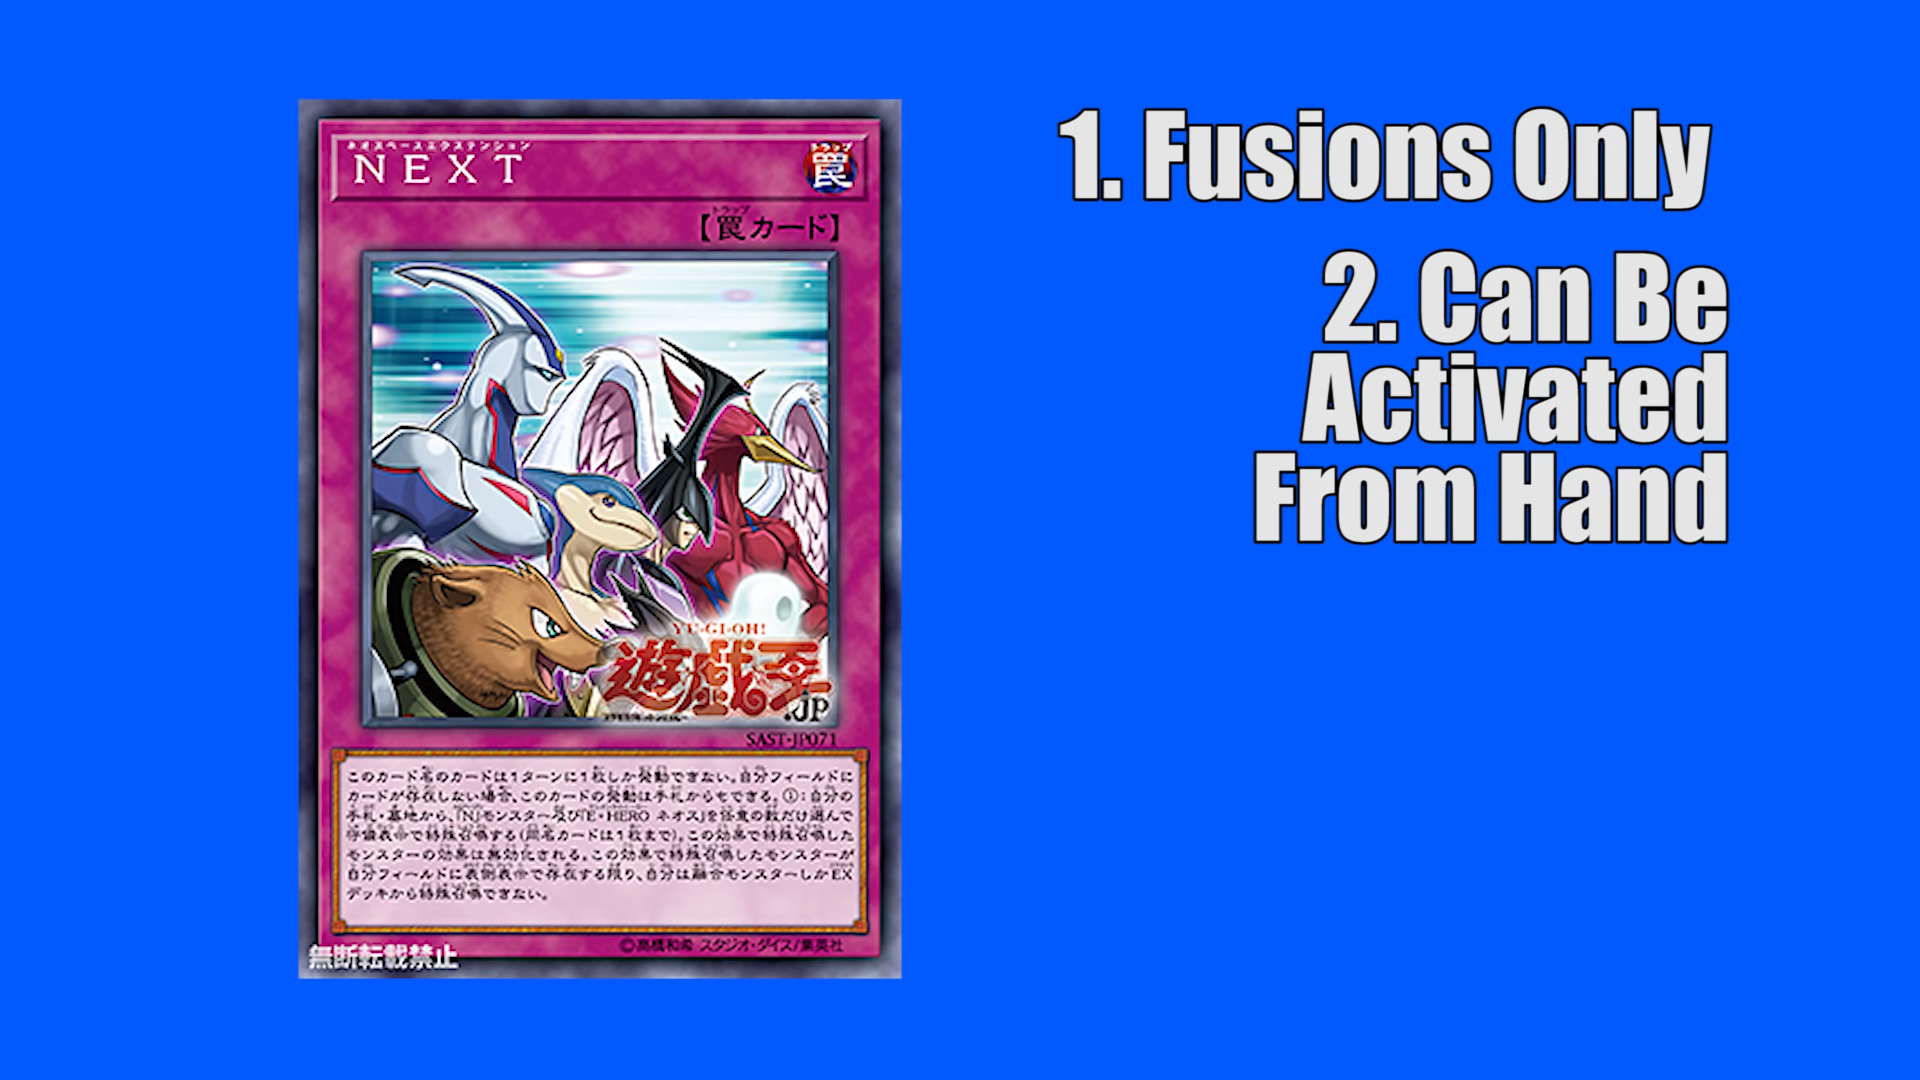 ネオスペースエクステンション
NEXT
トラップ
罠
トラップ
【罠カード】
YU-GI-OH!
遊戯王
.JP
SAST-JP071
このカード名のカードは1ターンに1枚しか発動できない。自分フィールドに
カードが存在しない場合、このカードの発動は手札からもできる。①:自分の
手札・墓地から、「N」モンスター及び「E・HERO ネオス」を任意の数だけ選んで
守備表示で特殊召喚する(同名カードは1枚まで)。この効果で特殊召喚した
モンスターの効果は無効化される。この効果で特殊召喚したモンスターが
自分フィールドに表側表示で存在する限り、自分は融合モンスターしかEX
デッキから特殊召喚できない。
©高橋和希 スタジオ・ダイス/集英社
無断転載禁止
1. Fusions Only
2. Can Be
Activated
From Hand